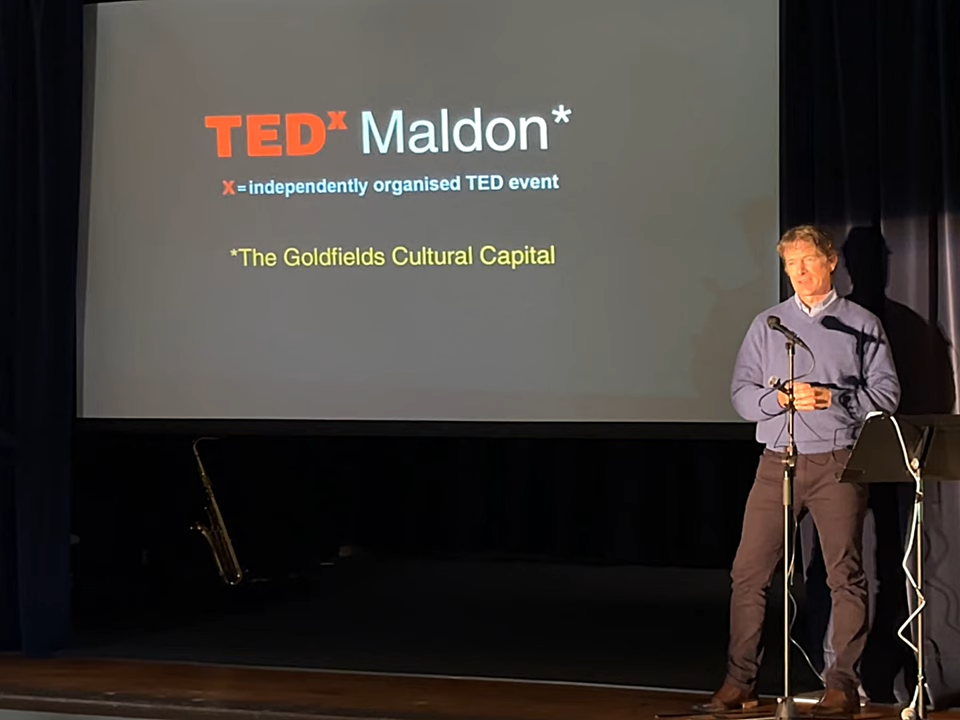 TEDx Maldon*
x=independently organised TED event
*The Goldfields Cultural Capital